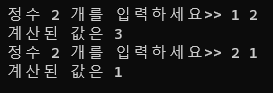 정수 2 개를 입력하세요>> 1 2
계산된 값은 3
정수 2 개를 입력하세요>> 2 1
계산된 값은 1